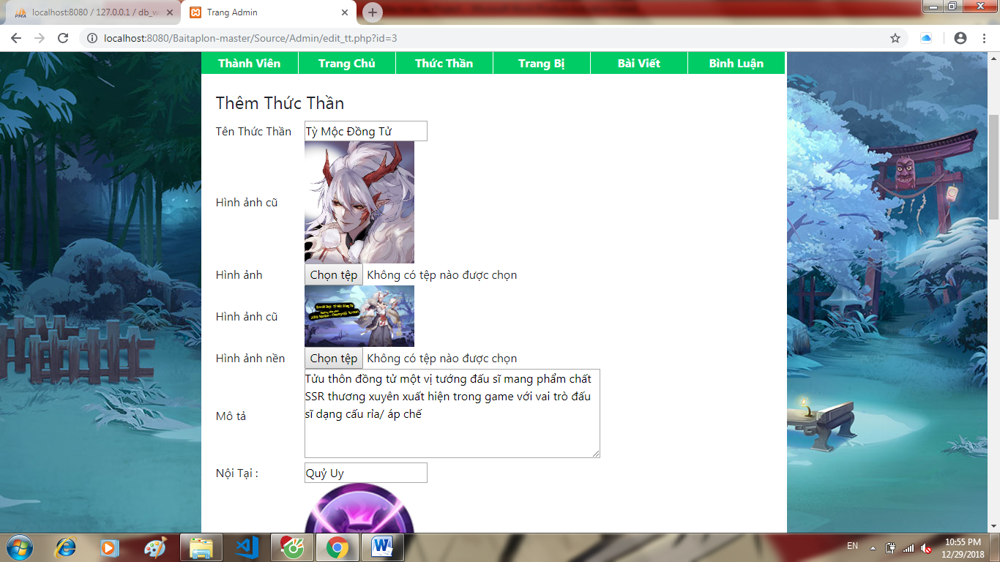 localhost:8080 / 127.0.0.1 / db_w
Trang Admin
localhost:8080/Baitaplon-master/Source/Admin/edit_tt.php?id=3
Thành Viên Trang Chủ Thức Thần Trang Bị Bài Viết Bình Luận
Thêm Thức Thần
Tên Thức Thần Tỳ Mộc Đồng Tử
Hình ảnh cũ
Hình ảnh Chọn tệp Không có tệp nào được chọn
Hình ảnh cũ
Hình ảnh nền Chọn tệp Không có tệp nào được chọn
Mô tả
Tửu thôn đồng tử một vị tướng đấu sĩ mang phẩm chất
SSR thương xuyên xuất hiện trong game với vai trò đấu
sĩ dạng cấu rỉa/ áp chế
Nội Tại : Quỷ Uy
EN
10:55 PM
12/29/2018